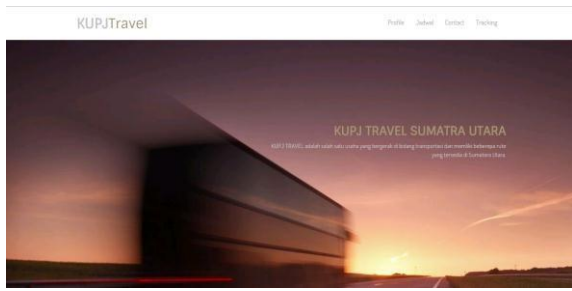 KUPJTravel
Profile Jadwal Contact Tracking
KUPJ TRAVEL SUMATRA UTARA
KUPJ TRAVEL adalah salah satu usaha yang bergerak di bidang transportasi dan memiliki beberapa rute
yang tersedia di Sumatera Utara.